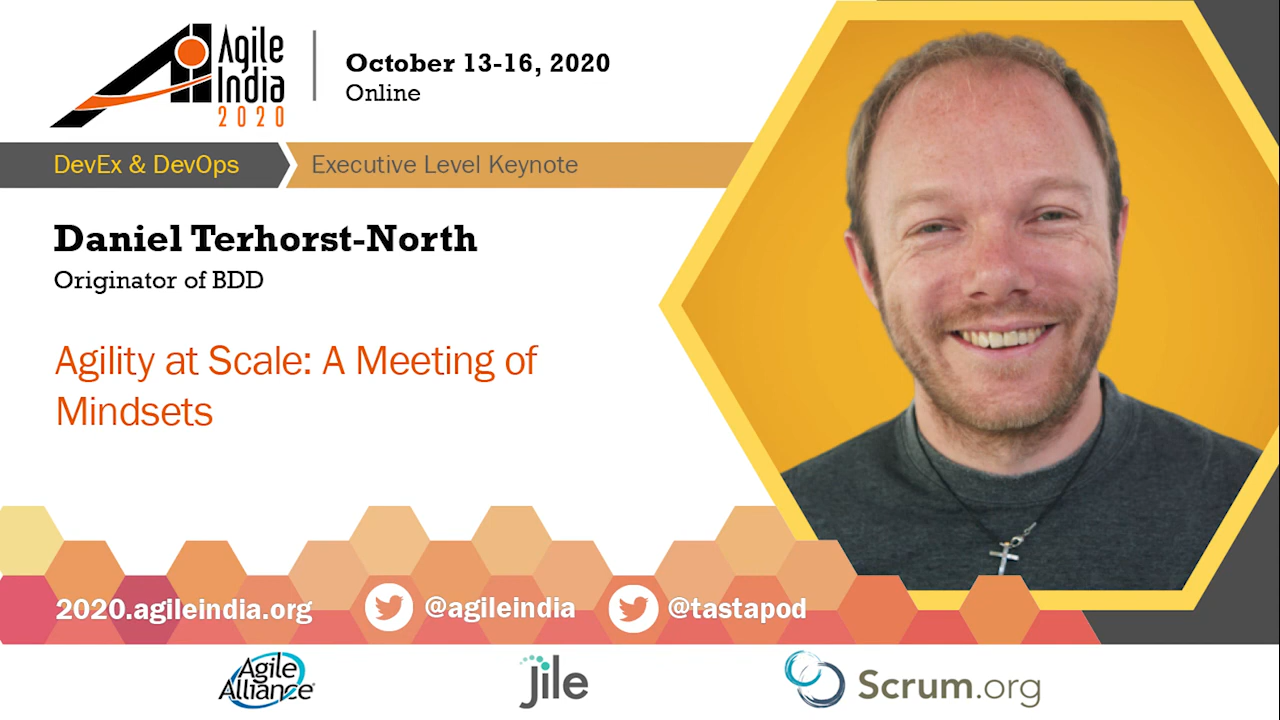 Agile
India
2020
October 13-16, 2020
Online
DevEx & DevOps
Executive Level Keynote
Daniel Terhorst-North
Originator of BDD
Agility at Scale: A Meeting of
Mindsets
2020.agileindia.org
@agileindia
@tastapod
Agile
Alliance
jile
Scrum.org